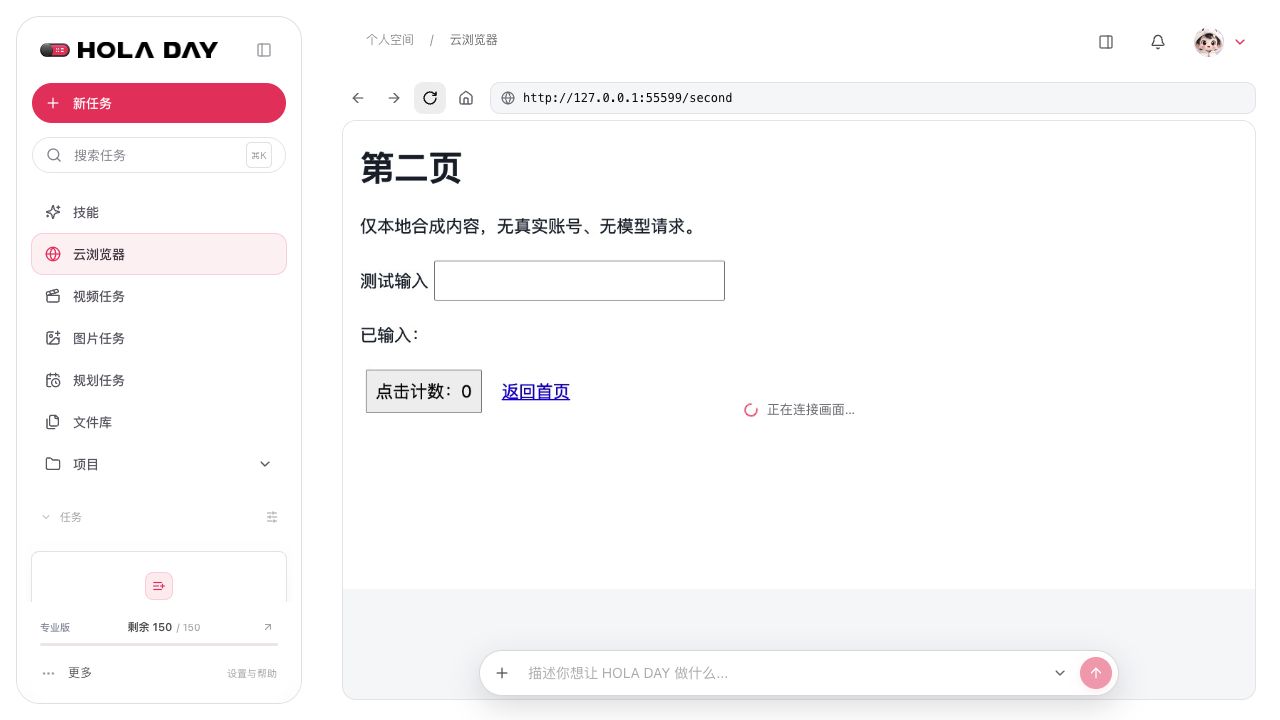 HOLA DAY
新任务
搜索任务 ⌘K
技能
云浏览器
视频任务
图片任务
规划任务
文件库
项目
任务
专业版 剩余 150 / 150
更多 设置与帮助
个人空间 / 云浏览器
http://127.0.0.1:55599/second
第二页
仅本地合成内容，无真实账号、无模型请求。
测试输入
已输入：
点击计数：0 返回首页
正在连接画面...
描述你想让 HOLA DAY 做什么...